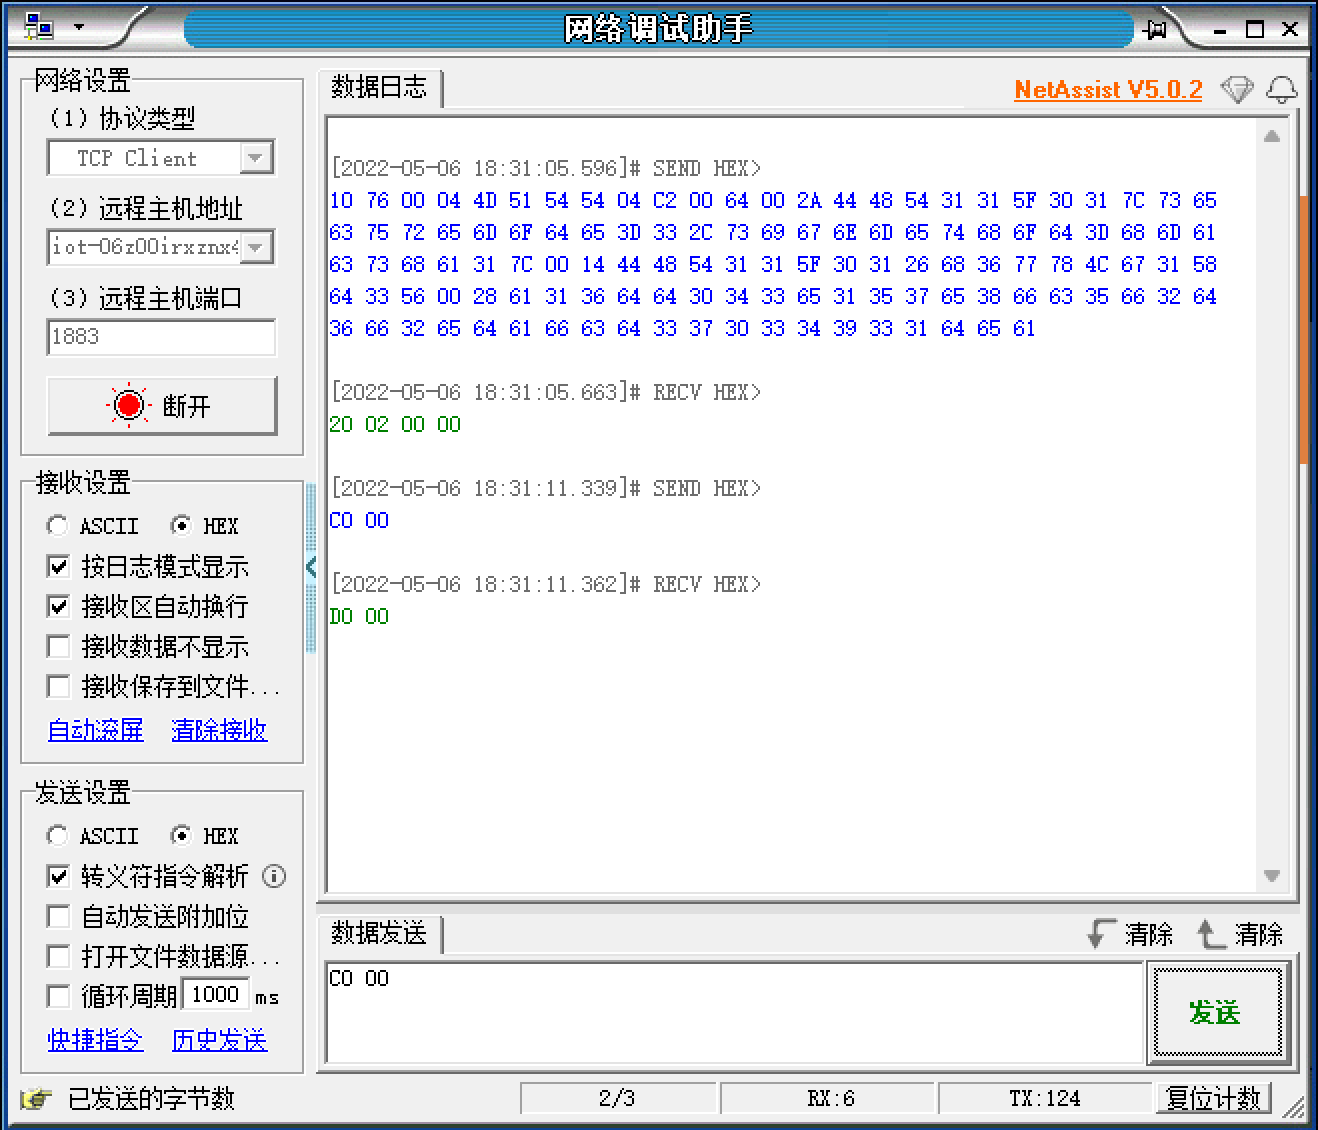 网络调试助手
网络设置
(1) 协议类型
TCP Client
(2) 远程主机地址
iot-06z00irxznx4
(3) 远程主机端口
1883
断开
接收设置
ASCII HEX
按日志模式显示
接收区自动换行
接收数据不显示
接收保存到文件...
自动滚屏 清除接收
发送设置
ASCII HEX
转义符指令解析
自动发送附加位
打开文件数据源...
循环周期 1000 ms
快捷指令 历史发送
数据日志
NetAssist V5.0.2
[2022-05-06 18:31:05.596]# SEND HEX>
10 76 00 04 4D 51 54 54 04 C2 00 64 00 2A 44 48 54 31 31 5F 30 31 7C 73 65
63 75 72 65 6D 6F 64 65 3D 33 2C 73 69 67 6E 6D 65 74 68 6F 64 3D 68 6D 61
63 73 68 61 31 7C 00 14 44 48 54 31 31 5F 30 31 26 68 36 77 78 4C 67 31 58
64 33 56 00 28 61 31 36 64 64 30 34 33 65 31 35 37 65 38 66 63 35 66 32 64
36 66 32 65 64 61 66 63 64 33 37 30 33 34 39 33 31 64 65 61
[2022-05-06 18:31:05.663]# RECV HEX>
20 02 00 00
[2022-05-06 18:31:11.339]# SEND HEX>
C0 00
[2022-05-06 18:31:11.362]# RECV HEX>
D0 00
数据发送
清除 清除
C0 00
发送
已发送的字节数 2/3 RX:6 TX:124 复位计数